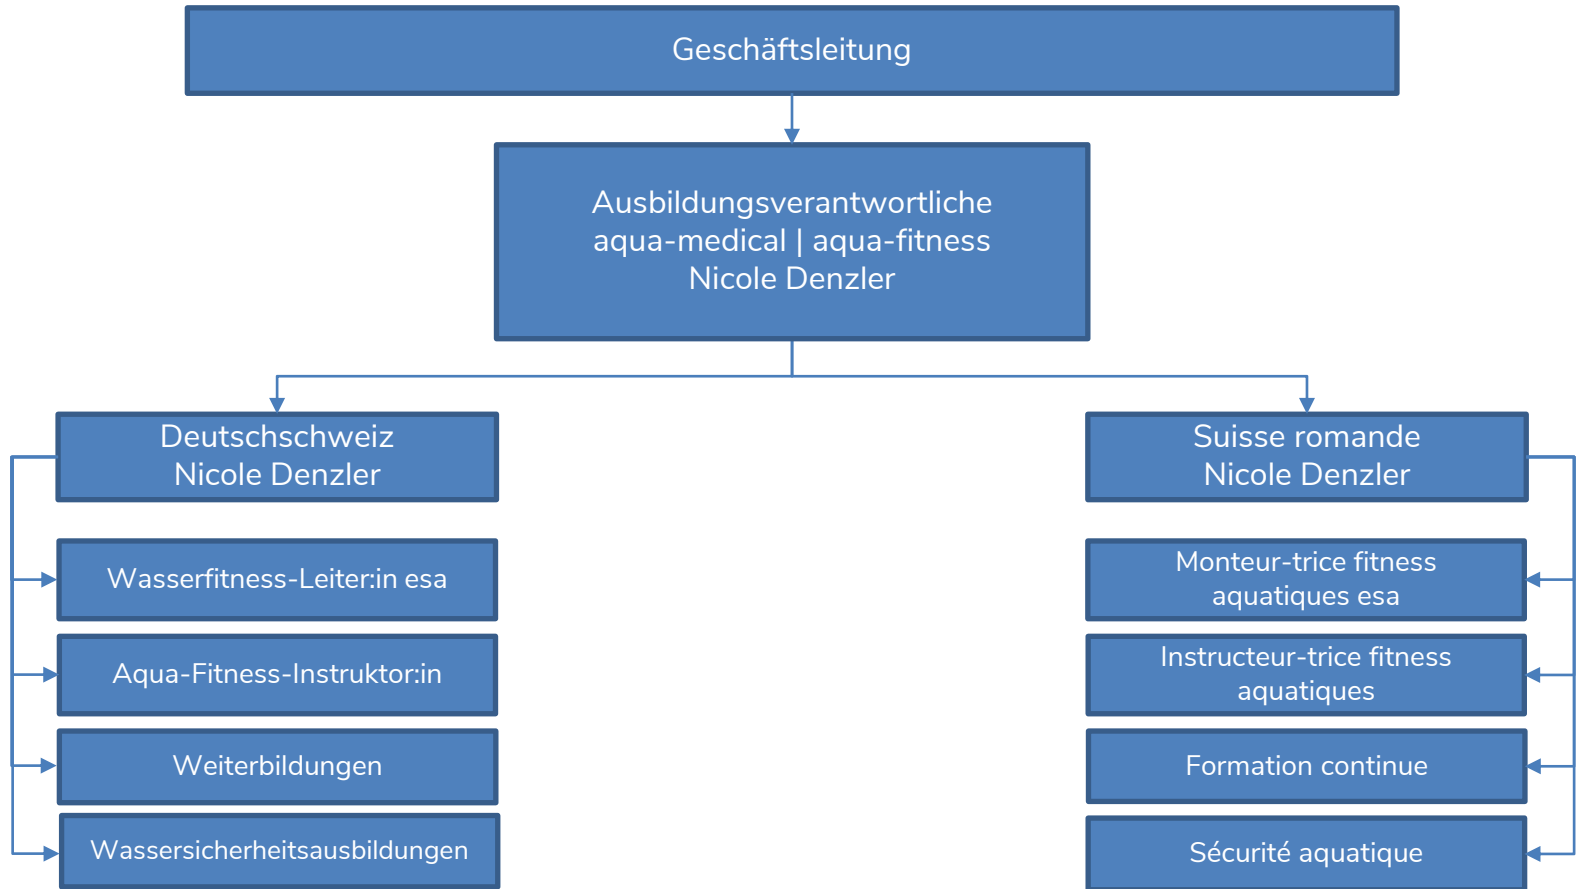 Geschäftsleitung
Ausbildungsverantwortliche
aqua-medical | aqua-fitness
Nicole Denzler
Deutschschweiz
Nicole Denzler
Wasserfitness-Leiter:in esa
Aqua-Fitness-Instruktor:in
Weiterbildungen
Wassersicherheitsausbildungen
Suisse romande
Nicole Denzler
Monteur-trice fitness
aquatiques esa
Instructeur-trice fitness
aquatiques
Formation continue
Sécurité aquatique